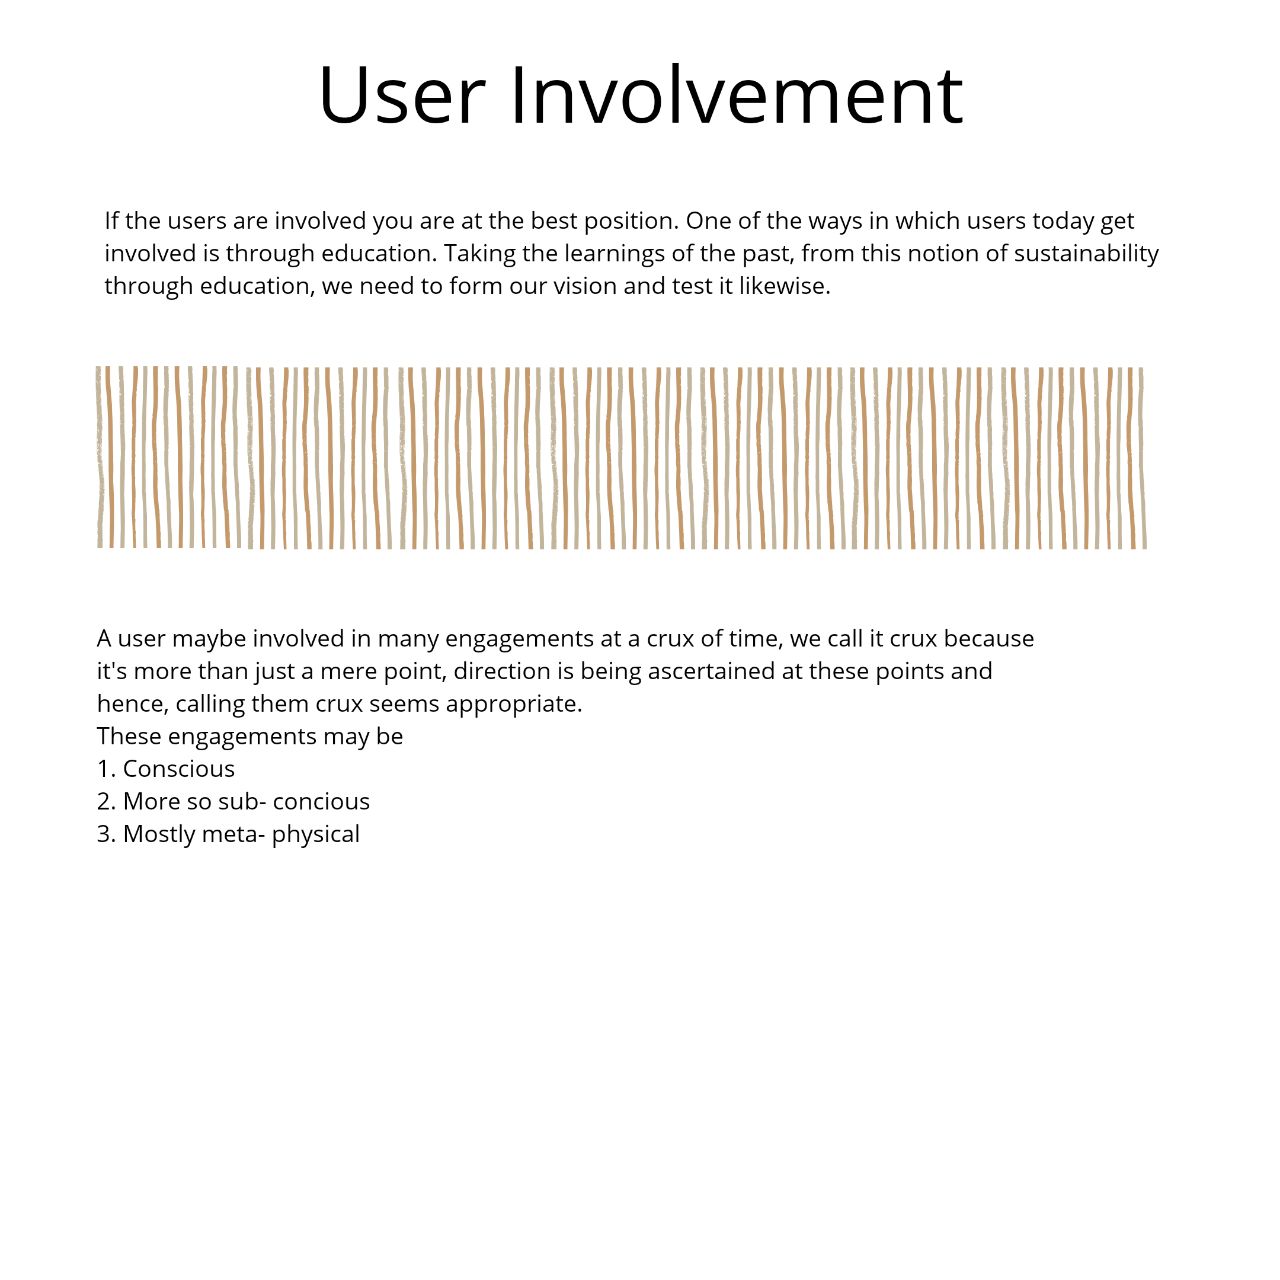 User Involvement
If the users are involved you are at the best position. One of the ways in which users today get
involved is through education. Taking the learnings of the past, from this notion of sustainability
through education, we need to form our vision and test it likewise.
A user maybe involved in many engagements at a crux of time, we call it crux because
it's more than just a mere point, direction is being ascertained at these points and
hence, calling them crux seems appropriate.
These engagements may be
1. Conscious
2. More so sub- concious
3. Mostly meta- physical